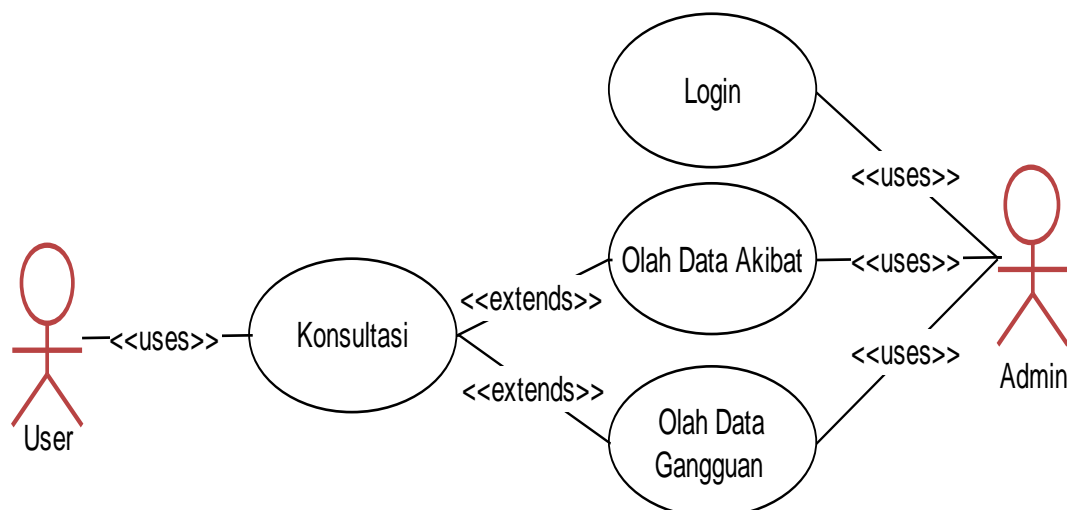 Login
<<uses>>
Olah Data Akibat
<<uses>>
<<extends>>
<<uses>>
Konsultasi
<<uses>>
Admin
<<extends>>
Olah Data
Gangguan
User